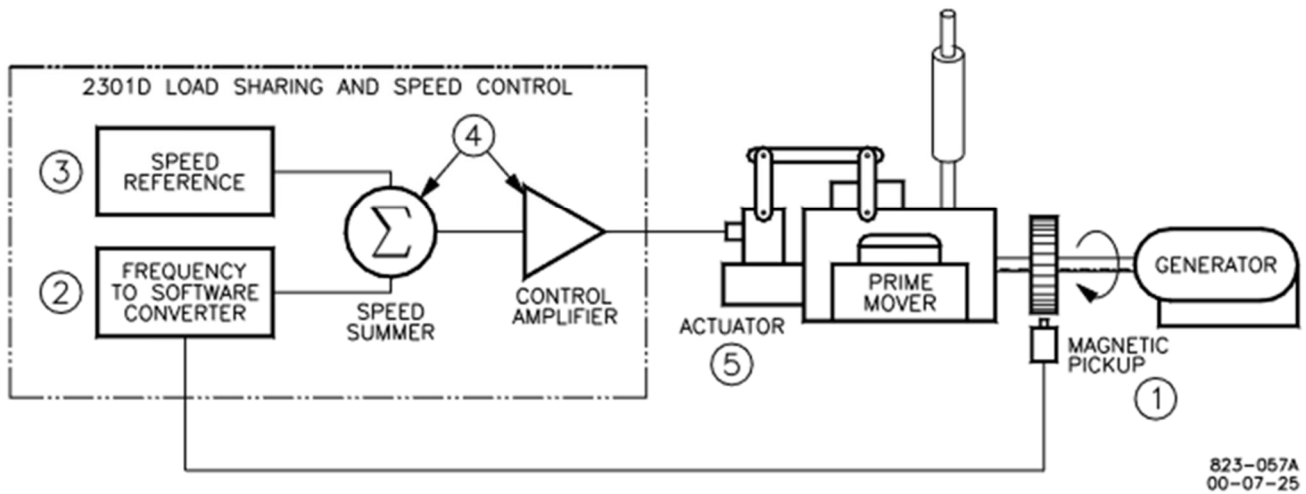 2301D LOAD SHARING AND SPEED CONTROL
3
SPEED
REFERENCE
4
Σ
2
FREQUENCY
TO SOFTWARE
CONVERTER
SPEED
SUMMER
CONTROL
AMPLIFIER
ACTUATOR
5
PRIME
MOVER
GENERATOR
MAGNETIC
PICKUP
1
823-057A
00-07-25